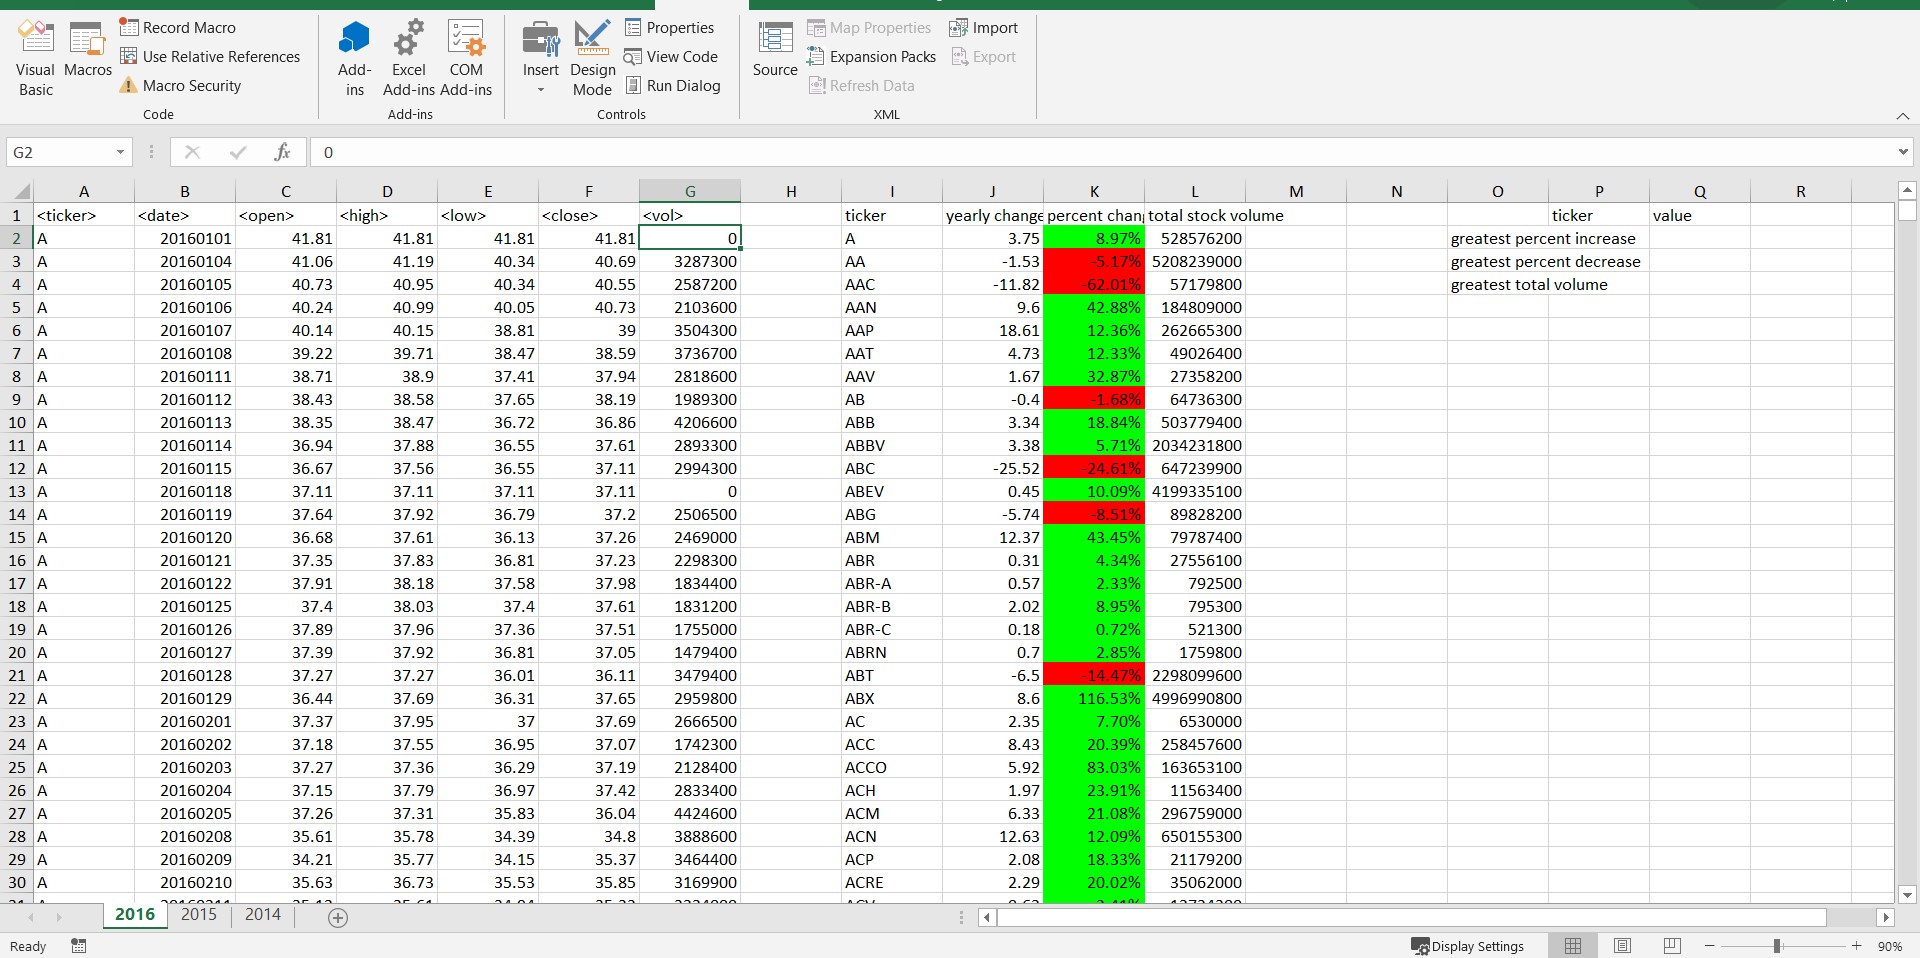 Visual Basic
Macros
Record Macro
Use Relative References
Macro Security
Code
Add-ins
Excel Add-ins
COM Add-ins
Add-ins
Insert
Design Mode
Properties
View Code
Run Dialog
Controls
Source
Map Properties
Expansion Packs
Refresh Data
Import
Export
XML
G2 fx 0
A B C D E F G H I J K L M N O P Q R
1 <ticker> <date> <open> <high> <low> <close> <vol> ticker yearly change percent chang total stock volume ticker value
2 A 20160101 41.81 41.81 41.81 41.81 0 A 3.75 8.97% 528576200 greatest percent increase
3 A 20160104 41.06 41.19 40.34 40.69 3287300 AA -1.53 -5.17% 5208239000 greatest percent decrease
4 A 20160105 40.73 40.95 40.34 40.55 2587200 AAC -11.82 -62.01% 57179800 greatest total volume
5 A 20160106 40.24 40.99 40.05 40.73 2103600 AAN 9.6 42.88% 184809000
6 A 20160107 40.14 40.15 38.81 39 3504300 AAP 18.61 12.36% 262665300
7 A 20160108 39.22 39.71 38.47 38.59 3736700 AAT 4.73 12.33% 49026400
8 A 20160111 38.71 38.9 37.41 37.94 2818600 AAV 1.67 32.87% 27358200
9 A 20160112 38.43 38.58 37.65 38.19 1989300 AB -0.4 -1.68% 64736300
10 A 20160113 38.35 38.47 36.72 36.86 4206600 ABB 3.34 18.84% 503779400
11 A 20160114 36.94 37.88 36.55 37.61 2893300 ABBV 3.38 5.71% 2034231800
12 A 20160115 36.67 37.56 36.55 37.11 2994300 ABC -25.52 -24.61% 647239900
13 A 20160118 37.11 37.11 37.11 37.11 0 ABEV 0.45 10.09% 4199335100
14 A 20160119 37.64 37.92 36.79 37.2 2506500 ABG -5.74 -8.51% 89828200
15 A 20160120 36.68 37.61 36.13 37.26 2469000 ABM 12.37 43.45% 79787400
16 A 20160121 37.35 37.83 36.81 37.23 2298300 ABR 0.31 4.34% 27556100
17 A 20160122 37.91 38.18 37.58 37.98 1834400 ABR-A 0.57 2.33% 792500
18 A 20160125 37.4 38.03 37.4 37.61 1831200 ABR-B 2.02 8.95% 795300
19 A 20160126 37.89 37.96 37.36 37.51 1755000 ABR-C 0.18 0.72% 521300
20 A 20160127 37.39 37.92 36.81 37.05 1479400 ABRN 0.7 2.85% 1759800
21 A 20160128 37.27 37.27 36.01 36.11 3479400 ABT -6.5 -14.47% 2298099600
22 A 20160129 36.44 37.69 36.31 37.65 2959800 ABX 8.6 116.53% 4996990800
23 A 20160201 37.37 37.95 37 37.69 2666500 AC 2.35 7.70% 6530000
24 A 20160202 37.18 37.55 36.95 37.07 1742300 ACC 8.43 20.39% 258457600
25 A 20160203 37.27 37.36 36.29 37.19 2128400 ACCO 5.92 83.03% 163653100
26 A 20160204 37.15 37.79 36.97 37.42 2833400 ACH 1.97 23.91% 11563400
27 A 20160205 37.26 37.31 35.83 36.04 4424600 ACM 6.33 21.08% 296759000
28 A 20160208 35.61 35.78 34.39 34.8 3888600 ACN 12.63 12.09% 650155300
29 A 20160209 34.21 35.77 34.15 35.37 3464400 ACP 2.08 18.33% 21179200
30 A 20160210 35.63 36.73 35.53 35.85 3169900 ACRE 2.29 20.02% 35062000
2016 2015 2014
Ready Display Settings 90%